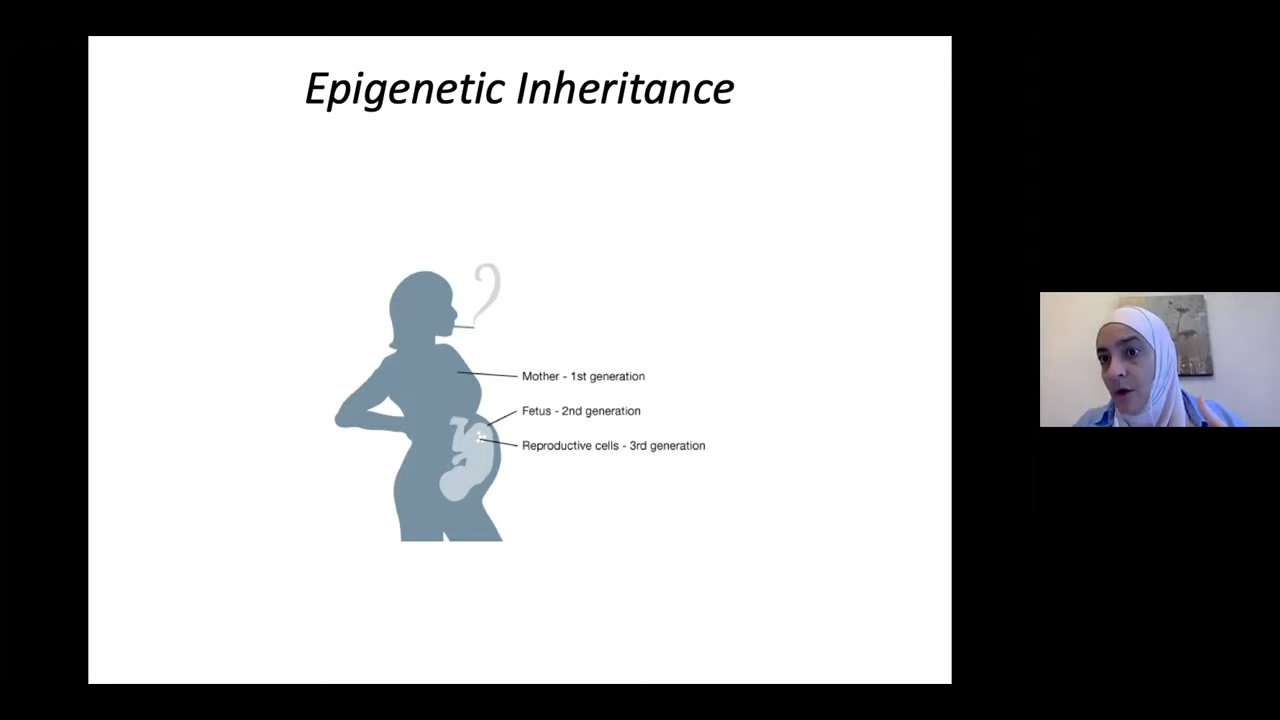 Epigenetic Inheritance
Mother - 1st generation
Fetus - 2nd generation
Reproductive cells - 3rd generation